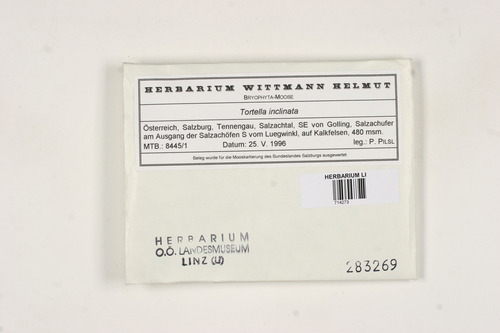 HERBARIUM WITTMANN HELMUT
BRYOPHYTA-MOOSE
Tortella inclinata
Österreich, Salzburg, Tennengau, Salzachtal, SE von Golling, Salzachufer
am Ausgang der Salzachöfen S vom Luegwinkl, auf Kalkfelsen, 480 msm.
MTB.: 8445/1 Datum: 25. V. 1996 leg.: P. PILSL
Beleg wurde für die Mooskartierung des Bundeslandes Salzburgs ausgewertet
HERBARIUM LI
714273
HERBARIUM
O.Ö. LANDESMUSEUM
LINZ (LI)
283269